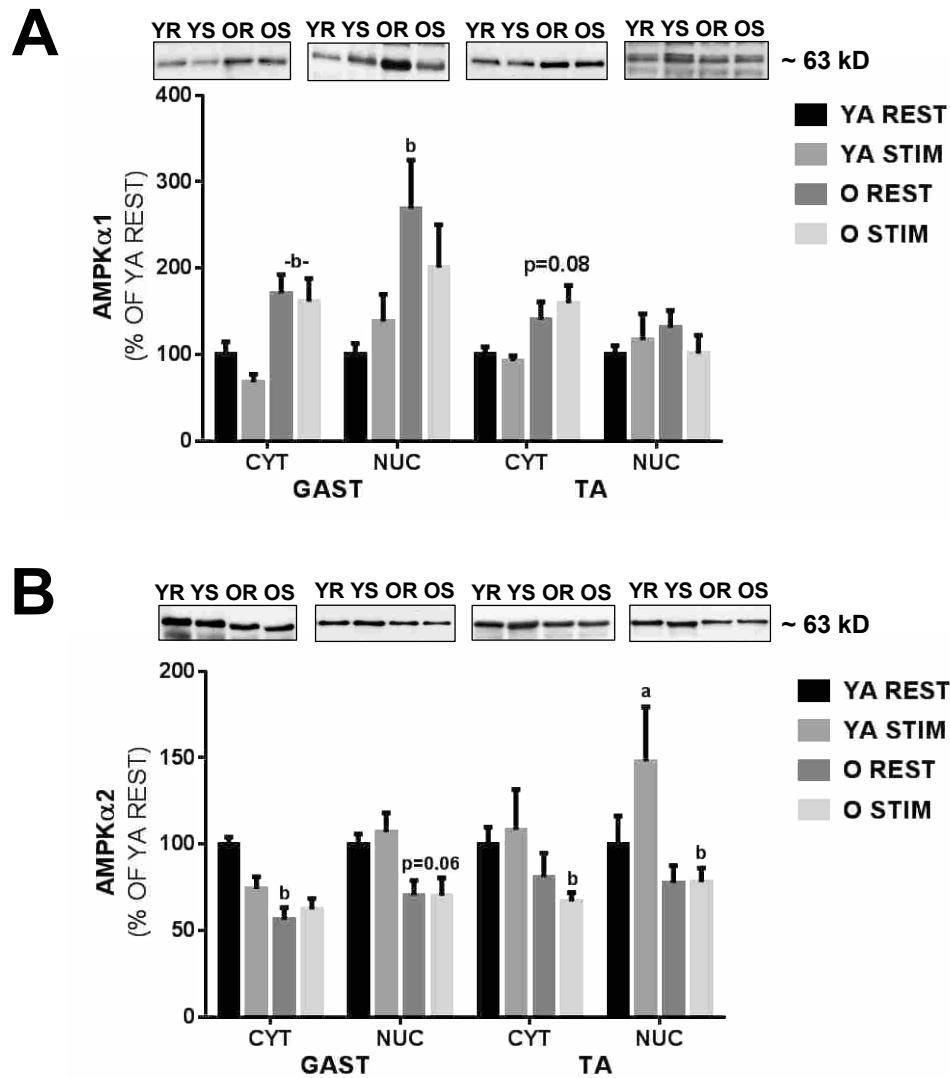 A
YR YS OR OS YR YS OR OS YR YS OR OS YR YS OR OS
~ 63 kD
400
300
200
100
0
AMPKα1
(% OF YA REST)
-b-
b
p=0.08
YA REST
YA STIM
O REST
O STIM
CYT NUC CYT NUC
GAST TA
B
YR YS OR OS YR YS OR OS YR YS OR OS YR YS OR OS
~ 63 kD
200
150
100
50
0
AMPKα2
(% OF YA REST)
b
p=0.06
b
a
b
YA REST
YA STIM
O REST
O STIM
CYT NUC CYT NUC
GAST TA